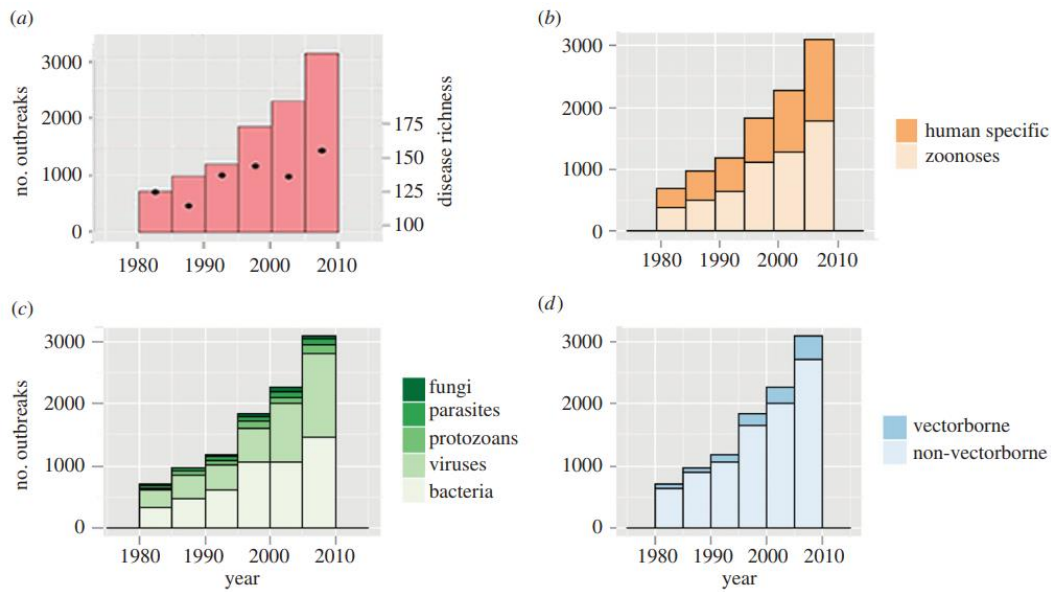 (a)
no. outbreaks
3000
2000
1000
0
175
150
125
100
disease richness
1980 1990 2000 2010
(b)
3000
2000
1000
0
1980 1990 2000 2010
human specific
zoonoses
(c)
no. outbreaks
3000
2000
1000
0
1980 1990 2000 2010
year
fungi
parasites
protozoans
viruses
bacteria
(d)
3000
2000
1000
0
1980 1990 2000 2010
year
vectorborne
non-vectorborne